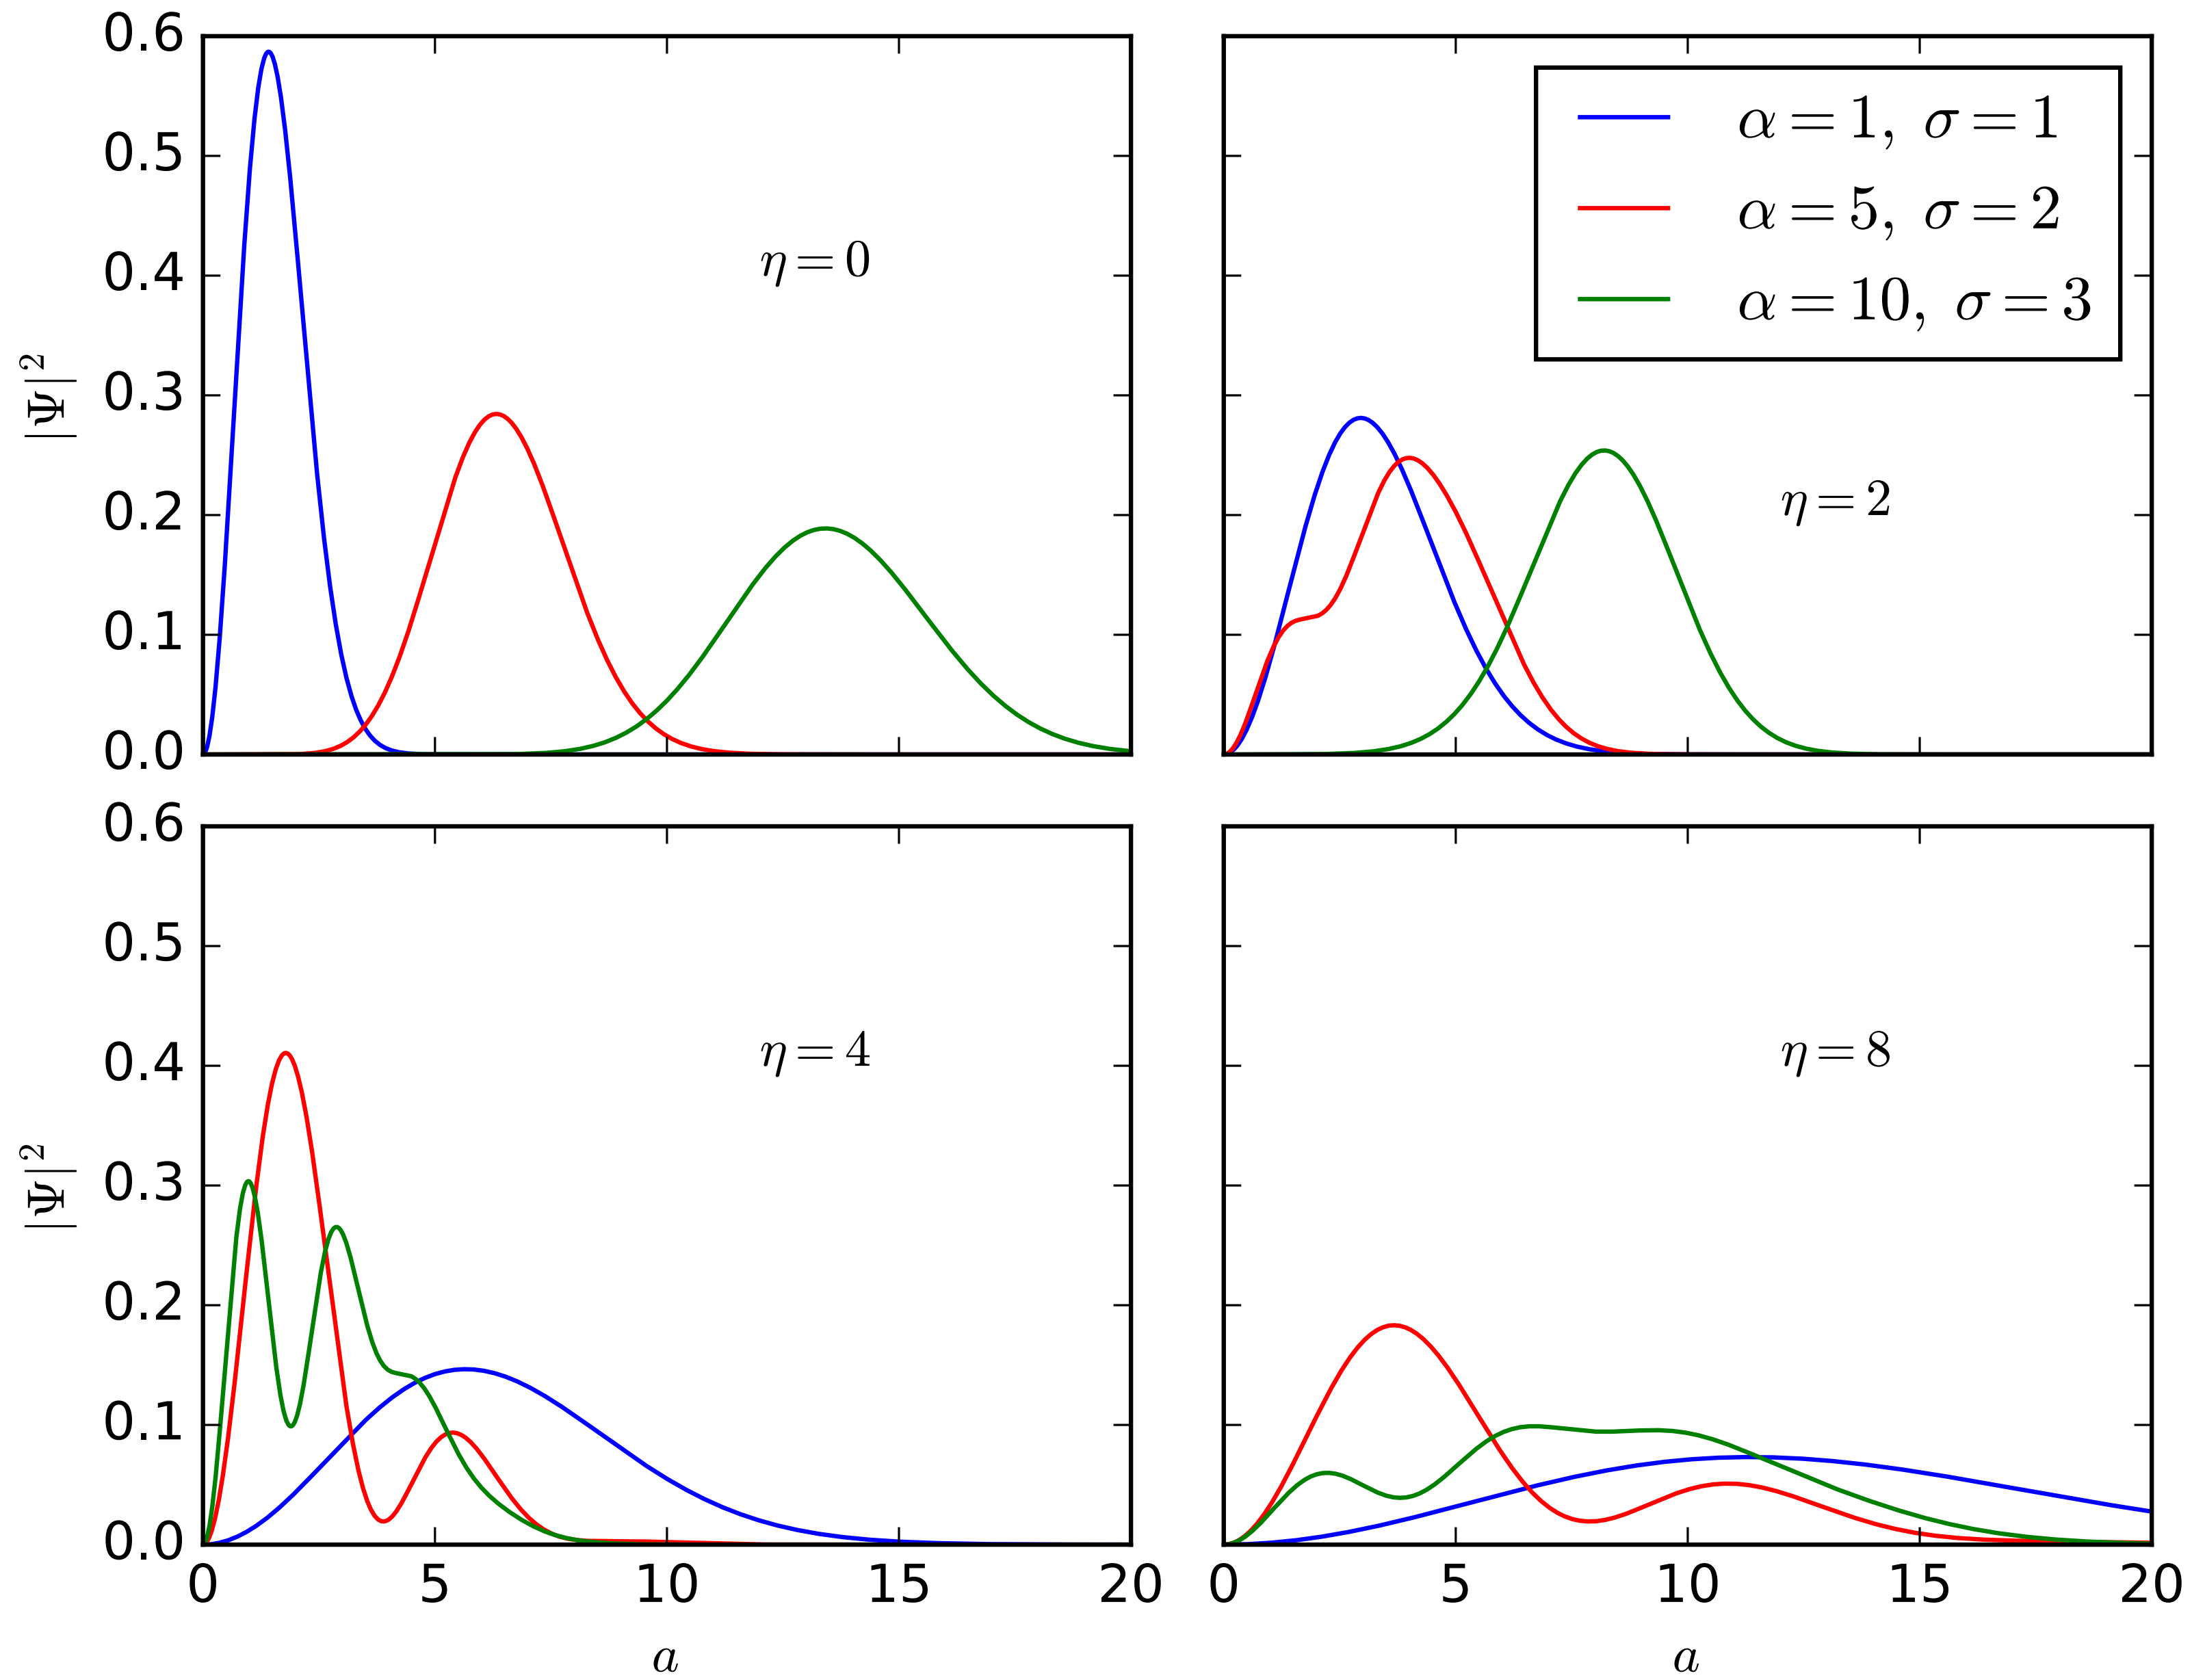 0.6
0.5
0.4
0.3
0.2
0.1
0.0
|Ψ|²
η = 0
α = 1, σ = 1
α = 5, σ = 2
α = 10, σ = 3
η = 2
0.6
0.5
0.4
0.3
0.2
0.1
0.0
|Ψ|²
η = 4
η = 8
0 5 10 15 20
0 5 10 15 20
a
a